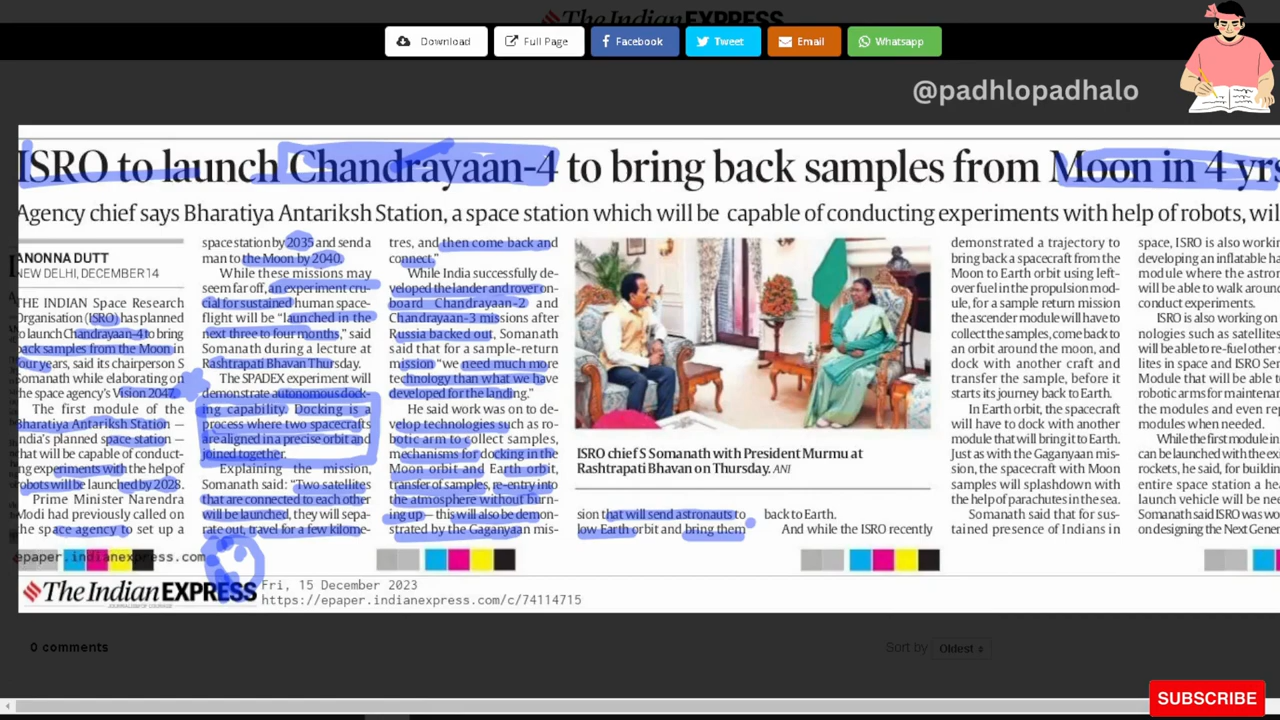 The Indian EXPRESS
Download
Full Page
Facebook
Tweet
Email
Whatsapp
@padhlopadhalo
ISRO to launch Chandrayaan-4 to bring back samples from Moon in 4 yrs
Agency chief says Bharatiya Antariksh Station, a space station which will be capable of conducting experiments with help of robots, wil
ANONNA DUTT
NEW DELHI, DECEMBER 14
THE INDIAN Space Research
Organisation (ISRO) has planned
to launch Chandrayaan-4 to bring
back samples from the Moon in
four years, said its chairperson S
Somanath while elaborating on
the space agency's Vision 2047.
The first module of the
Bharatiya Antariksh Station —
India's planned space station —
that will be capable of conduct-
ing experiments with the help of
robots will be launched by 2028.
Prime Minister Narendra
Modi had previously called on
the space agency to set up a
space station by 2035 and send a
man to the Moon by 2040.
While these missions may
seem far off, an experiment cru-
cial for sustained human space-
flight will be "launched in the
next three to four months," said
Somanath during a lecture at
Rashtrapati Bhavan Thursday.
The SPADEX experiment will
demonstrate autonomous dock-
ing capability. Docking is a
process where two spacecrafts
are aligned in a precise orbit and
joined together.
Explaining the mission,
Somanath said: "Two satellites
that are connected to each other
will be launched, they will sepa-
rate out, travel for a few kilome-
tres, and then come back and
connect."
While India successfully de-
veloped the lander and rover on-
board Chandrayaan-2 and
Chandrayaan-3 missions after
Russia backed out, Somanath
said that for a sample-return
mission "we need much more
technology than what we have
developed for the landing."
He said work was on to de-
velop technologies such as ro-
botic arm to collect samples,
mechanisms for docking in the
Moon orbit and Earth orbit,
transfer of samples, re-entry into
the atmosphere without burn-
ing up — this will also be demon-
strated by the Gaganyaan mis-
ISRO chief S Somanath with President Murmu at
Rashtrapati Bhavan on Thursday. ANI
sion that will send astronauts to
low Earth orbit and bring them
back to Earth.
And while the ISRO recently
demonstrated a trajectory to
bring back a spacecraft from the
Moon to Earth orbit using left-
over fuel in the propulsion mod-
ule, for a sample return mission
the ascender module will have to
collect the samples, come back to
an orbit around the moon, and
dock with another craft and
transfer the sample, before it
starts its journey back to Earth.
In Earth orbit, the spacecraft
will have to dock with another
module that will bring it to Earth.
Just as with the Gaganyaan mis-
sion, the spacecraft with Moon
samples will splashdown with
the help of parachutes in the sea.
Somanath said that for sus-
tained presence of Indians in
space, ISRO is also workin
developing an inflatable ha
module where the astron
will be able to reside and
conduct experiments.
ISRO is also working on
nologies such as satellites
will be able to re-fuel other s
lites in space and ISRO Sen
Module that will be able to
robotic arms for maintenan
the modules and even rep
modules when needed.
While the first module in
can be launched with the ex
rockets, he said, for buildin
entire space station a hea
launch vehicle will be nee
Somanath said ISRO was wo
on designing the Next Gener
epaper.indianexpress.com
The Indian EXPRESS
JOURNALISM OF COURAGE
Fri, 15 December 2023
https://epaper.indianexpress.com/c/74114715
0 comments
Sort by Oldest
SUBSCRIBE